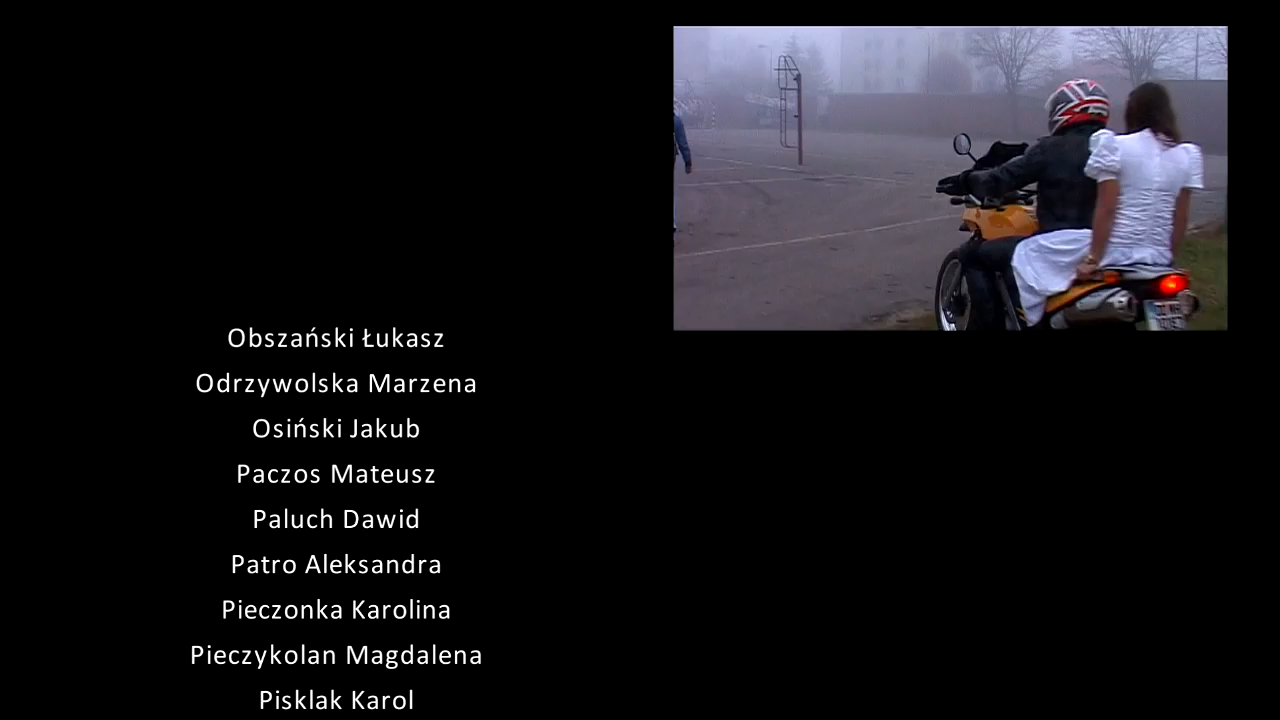 Obszański Łukasz
Odrzywolska Marzena
Osiński Jakub
Paczos Mateusz
Paluch Dawid
Patro Aleksandra
Pieczonka Karolina
Pieczykolan Magdalena
Pisklak Karol